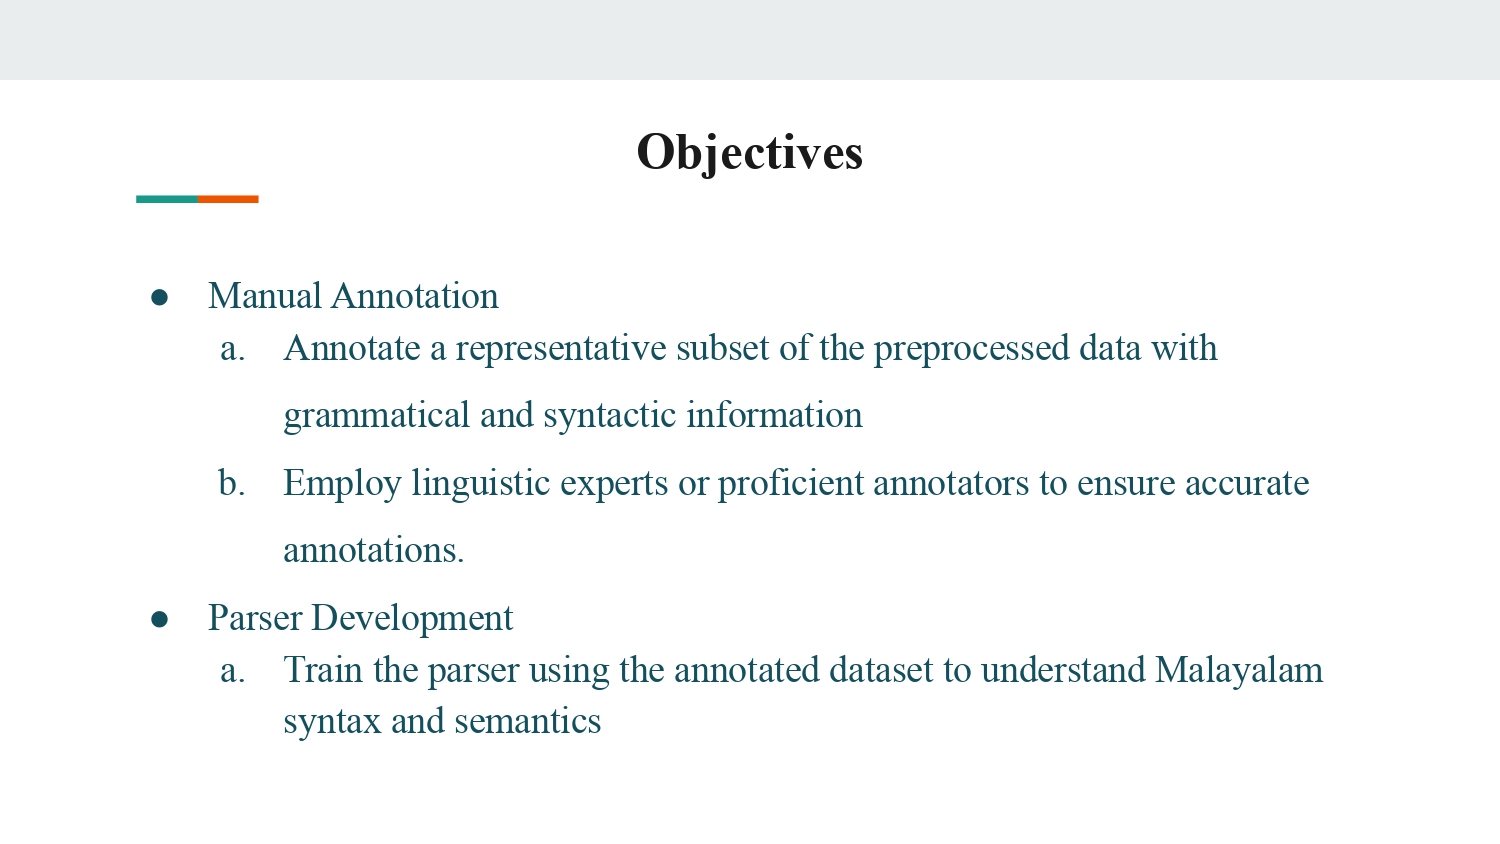 Objectives
● Manual Annotation
a. Annotate a representative subset of the preprocessed data with
grammatical and syntactic information
b. Employ linguistic experts or proficient annotators to ensure accurate
annotations.
● Parser Development
a. Train the parser using the annotated dataset to understand Malayalam
syntax and semantics